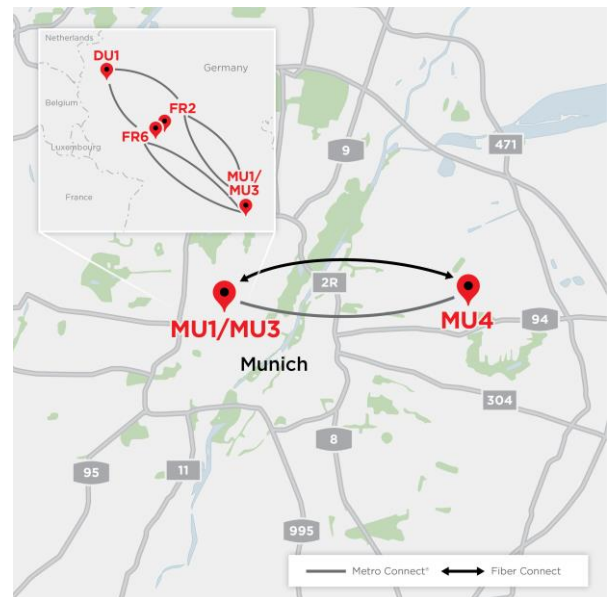 Netherlands
DU1
Germany
Belgium
FR2
FR6
Luxembourg
MU1/
MU3
France
9
471
2R
MU1/MU3
MU4
94
Munich
304
8
95
11
995
Metro Connect®
Fiber Connect